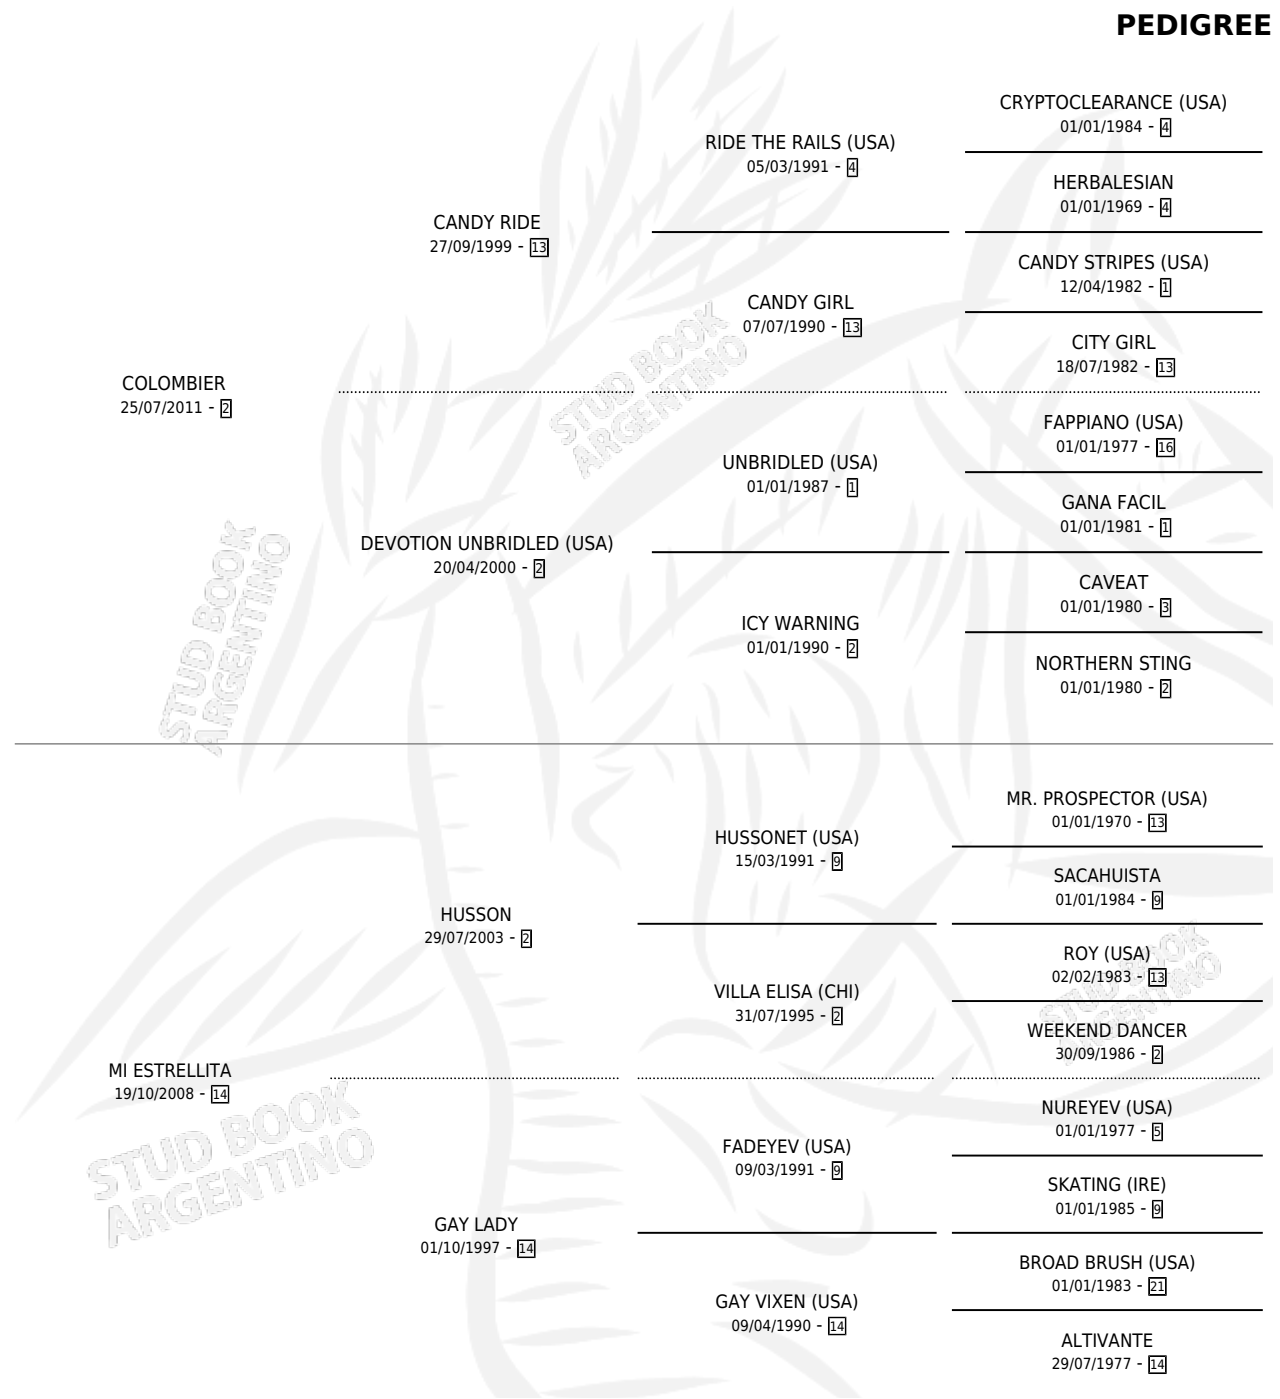 PEDIGREE
CRYPTOCLEARANCE (USA)
01/01/1984 - 4
RIDE THE RAILS (USA)
05/03/1991 - 4
HERBALESIAN
01/01/1969 - 4
CANDY RIDE
27/09/1999 - 13
CANDY STRIPES (USA)
12/04/1982 - 1
CANDY GIRL
07/07/1990 - 13
CITY GIRL
18/07/1982 - 13
COLOMBIER
25/07/2011 - 2
FAPPIANO (USA)
01/01/1977 - 16
UNBRIDLED (USA)
01/01/1987 - 1
GANA FACIL
01/01/1981 - 1
DEVOTION UNBRIDLED (USA)
20/04/2000 - 2
CAVEAT
01/01/1980 - 3
ICY WARNING
01/01/1990 - 2
NORTHERN STING
01/01/1980 - 2
MR. PROSPECTOR (USA)
01/01/1970 - 13
HUSSONET (USA)
15/03/1991 - 9
SACAHUISTA
01/01/1984 - 9
HUSSON
29/07/2003 - 2
ROY (USA)
02/02/1983 - 13
VILLA ELISA (CHI)
31/07/1995 - 2
WEEKEND DANCER
30/09/1986 - 2
MI ESTRELLITA
19/10/2008 - 14
NUREYEV (USA)
01/01/1977 - 5
FADEYEV (USA)
09/03/1991 - 9
SKATING (IRE)
01/01/1985 - 9
GAY LADY
01/10/1997 - 14
BROAD BRUSH (USA)
01/01/1983 - 21
GAY VIXEN (USA)
09/04/1990 - 14
ALTIVANTE
29/07/1977 - 14
STUD BOOK
ARGENTINO
STUD BOOK
ARGENTINO
STUD BOOK
ARGENTINO
STUD BOOK
ARGENTINO